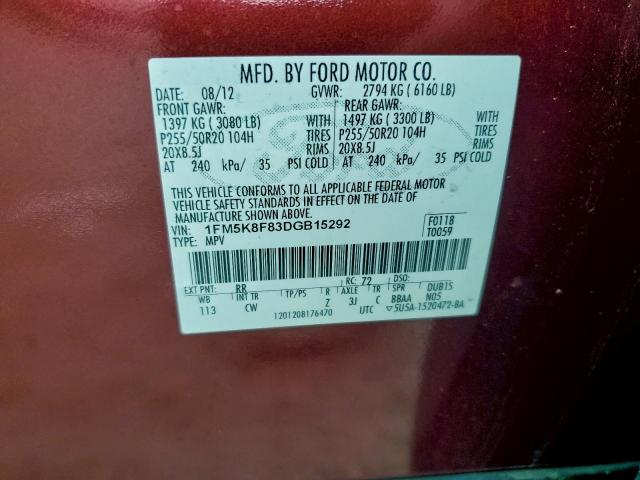 MFD. BY FORD MOTOR CO.
DATE: 08/12 GVWR: 2794 KG ( 6160 LB)
FRONT GAWR: REAR GAWR:
1397 KG ( 3080 LB) WITH 1497 KG ( 3300 LB) WITH
P255/50R20 104H TIRES P255/50R20 104H TIRES
20X8.5J RIMS 20X8.5J RIMS
AT 240 kPa/ 35 PSI COLD AT 240 kPa/ 35 PSI COLD
THIS VEHICLE CONFORMS TO ALL APPLICABLE FEDERAL MOTOR
VEHICLE SAFETY STANDARDS IN EFFECT ON THE DATE OF
MANUFACTURE SHOWN ABOVE.
VIN: 1FM5K8F83DGB15292 F0118
TYPE: MPV T0059
EXT PNT: RR RC: 72 DSO:
WB INT TR TP/PS R AXLE TR SPR DUBTS
113 CW Z 3J C BBAA N05
1201208176470 UTC ▽5USA-1520472-BA
Ford